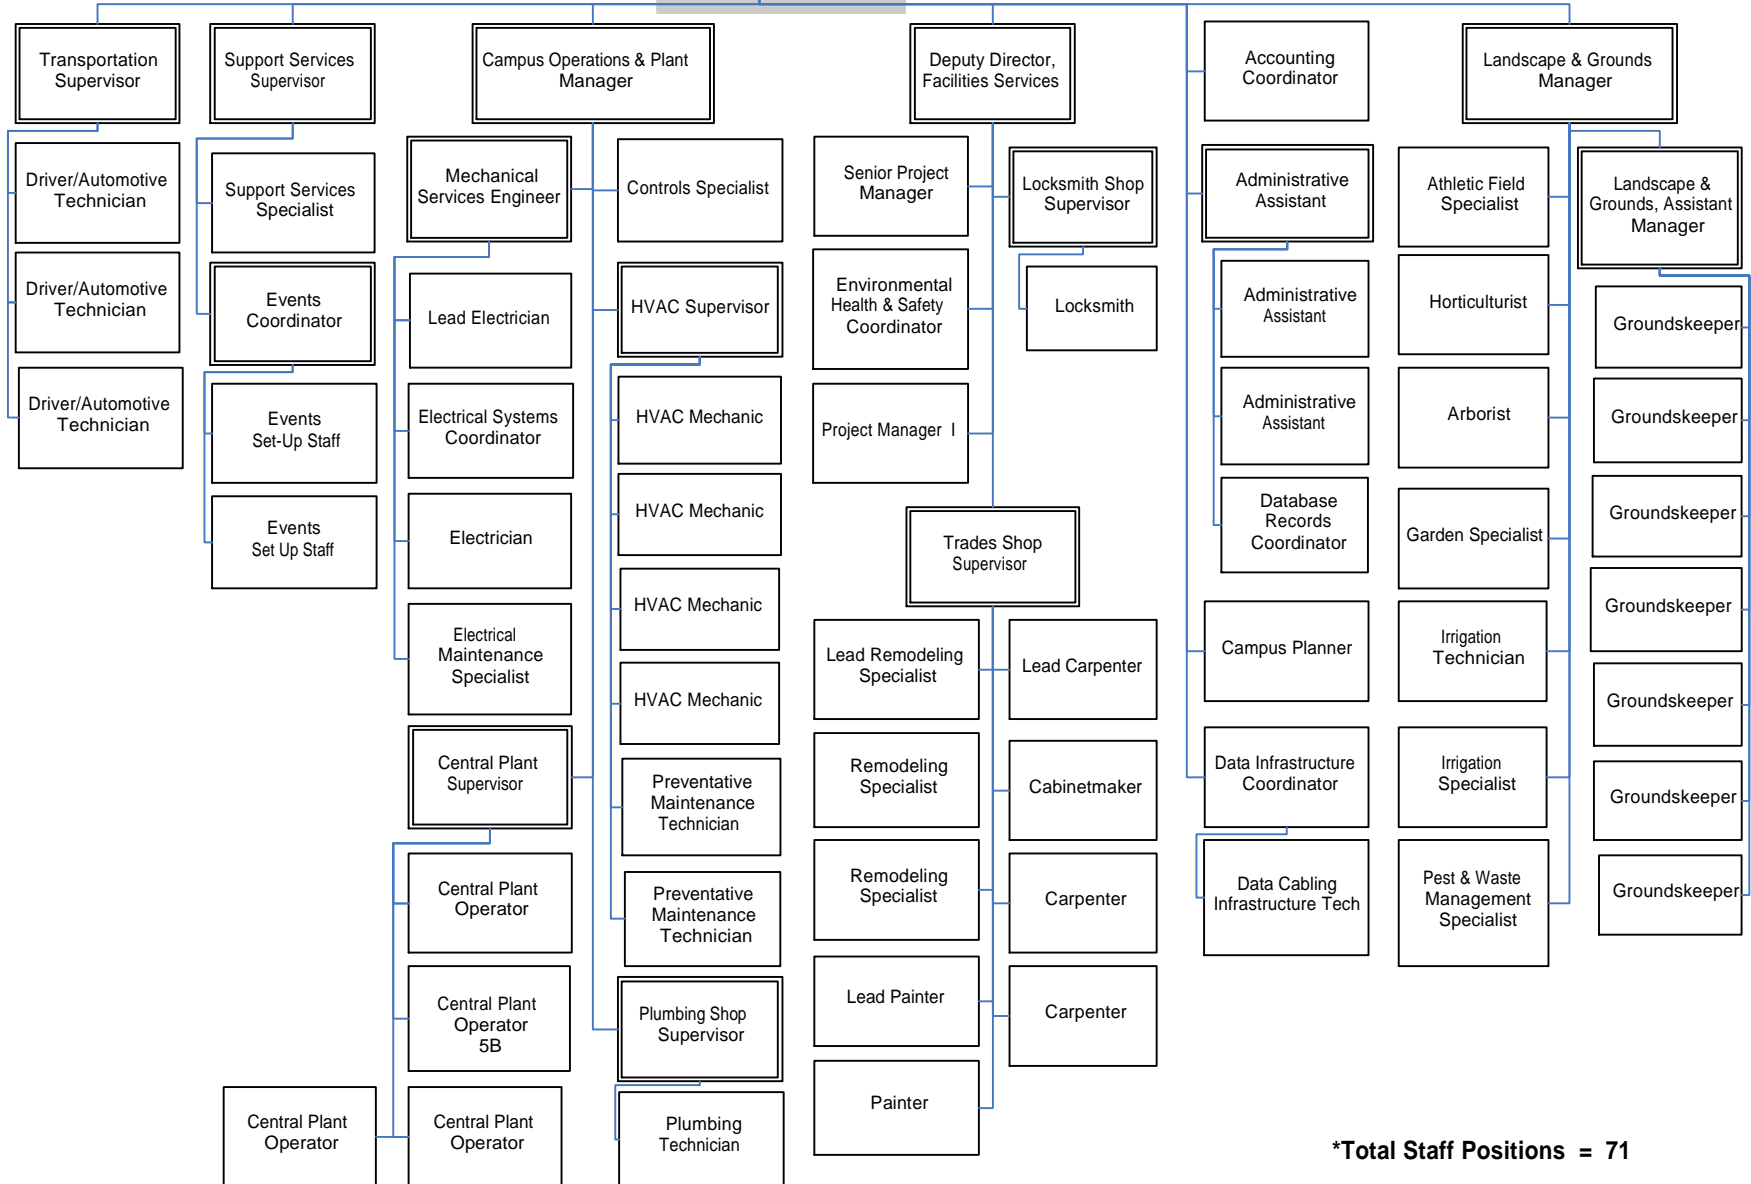 Transportation
Supervisor
Support Services
Supervisor
Campus Operations & Plant
Manager
Deputy Director,
Facilities Services
Accounting
Coordinator
Landscape & Grounds
Manager
Driver/Automotive
Technician
Driver/Automotive
Technician
Driver/Automotive
Technician
Support Services
Specialist
Events
Coordinator
Events
Set-Up Staff
Events
Set Up Staff
Mechanical
Services Engineer
Lead Electrician
Electrical Systems
Coordinator
Electrician
Electrical
Maintenance
Specialist
Central Plant
Supervisor
Central Plant
Operator
Central Plant
Operator
5B
Central Plant
Operator
Central Plant
Operator
Controls Specialist
HVAC Supervisor
HVAC Mechanic
HVAC Mechanic
HVAC Mechanic
HVAC Mechanic
Preventative
Maintenance
Technician
Preventative
Maintenance
Technician
Plumbing Shop
Supervisor
Plumbing
Technician
Senior Project
Manager
Environmental
Health & Safety
Coordinator
Project Manager I
Locksmith Shop
Supervisor
Locksmith
Trades Shop
Supervisor
Lead Remodeling
Specialist
Remodeling
Specialist
Remodeling
Specialist
Lead Painter
Painter
Lead Carpenter
Cabinetmaker
Carpenter
Carpenter
Administrative
Assistant
Administrative
Assistant
Administrative
Assistant
Database
Records
Coordinator
Campus Planner
Data Infrastructure
Coordinator
Data Cabling
Infrastructure Tech
Athletic Field
Specialist
Horticulturist
Arborist
Garden Specialist
Irrigation
Technician
Irrigation
Specialist
Pest & Waste
Management
Specialist
Landscape &
Grounds, Assistant
Manager
Groundskeeper
Groundskeeper
Groundskeeper
Groundskeeper
Groundskeeper
Groundskeeper
Groundskeeper
*Total Staff Positions = 71